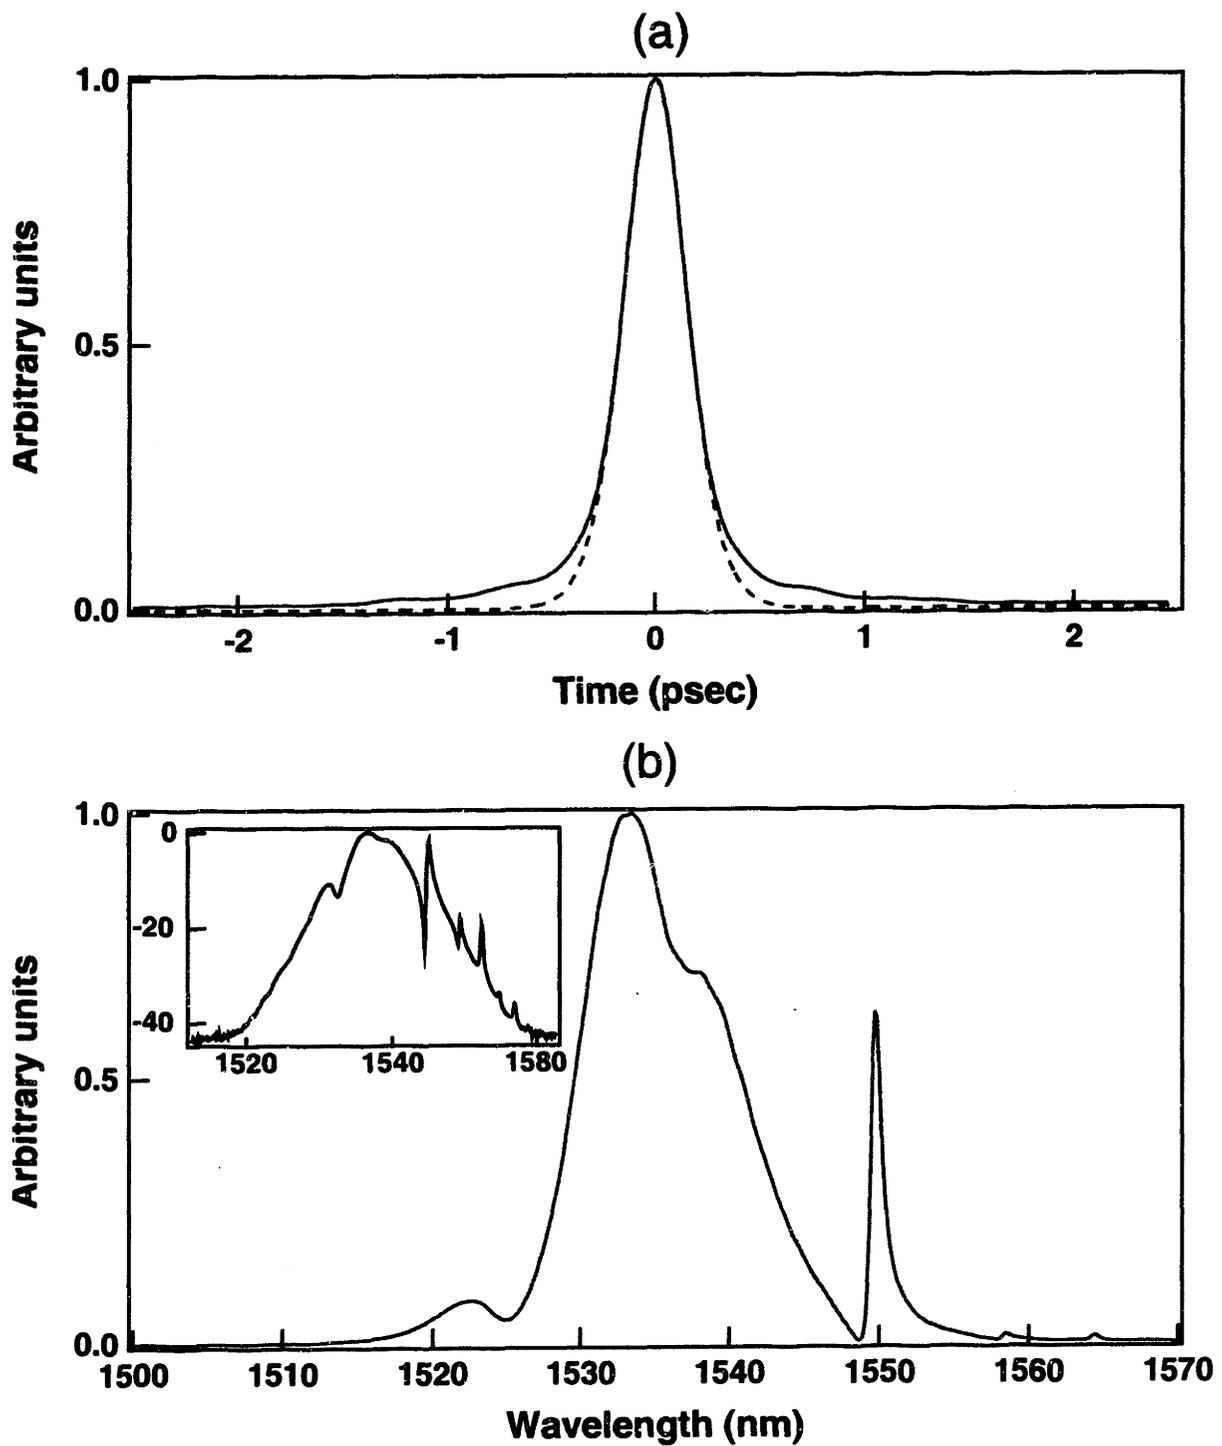 (a)
1.0
0.5
0.0
Arbitrary units
-2 -1 0 1 2
Time (psec)
(b)
1.0
0.5
0.0
Arbitrary units
0
-20
-40
1520 1540 1580
1500 1510 1520 1530 1540 1550 1560 1570
Wavelength (nm)